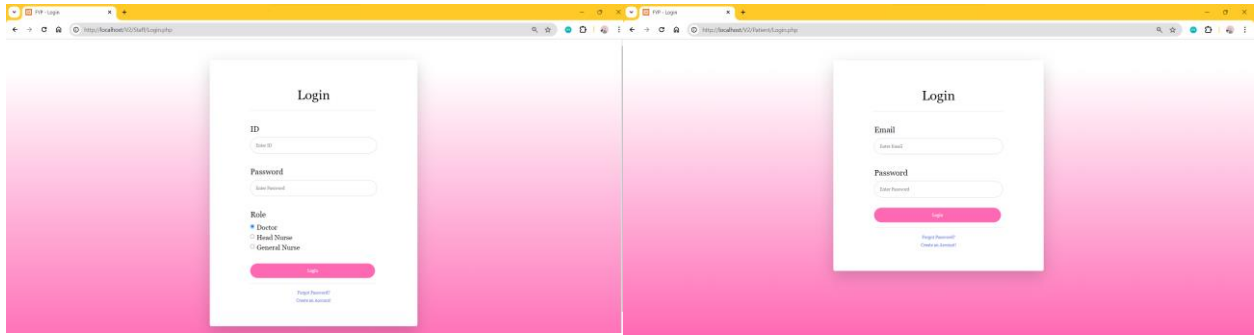 FYP - Login
http://localhost/V2/Staff/Login.php
Login
ID
Enter ID
Password
Enter Password
Role
Doctor
Head Nurse
General Nurse
Login
Forgot Password?
Create an Account!
FYP - Login
http://localhost/V2/Patient/Login.php
Login
Email
Enter Email
Password
Enter Password
Login
Forgot Password?
Create an Account!